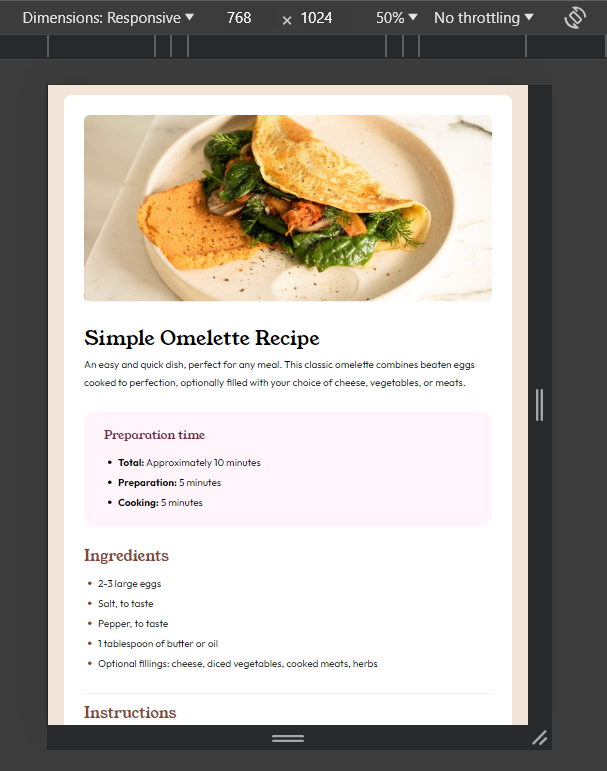 Dimensions: Responsive 768 × 1024 50% No throttling
Simple Omelette Recipe
An easy and quick dish, perfect for any meal. This classic omelette combines beaten eggs
cooked to perfection, optionally filled with your choice of cheese, vegetables, or meats.
Preparation time
• Total: Approximately 10 minutes
• Preparation: 5 minutes
• Cooking: 5 minutes
Ingredients
• 2-3 large eggs
• Salt, to taste
• Pepper, to taste
• 1 tablespoon of butter or oil
• Optional fillings: cheese, diced vegetables, cooked meats, herbs
Instructions